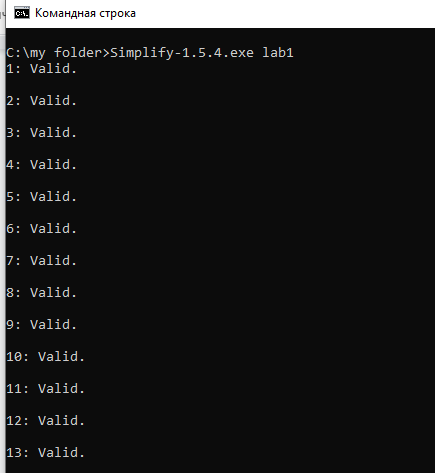 Командная строка
C:\my folder>Simplify-1.5.4.exe lab1
1: Valid.
2: Valid.
3: Valid.
4: Valid.
5: Valid.
6: Valid.
7: Valid.
8: Valid.
9: Valid.
10: Valid.
11: Valid.
12: Valid.
13: Valid.